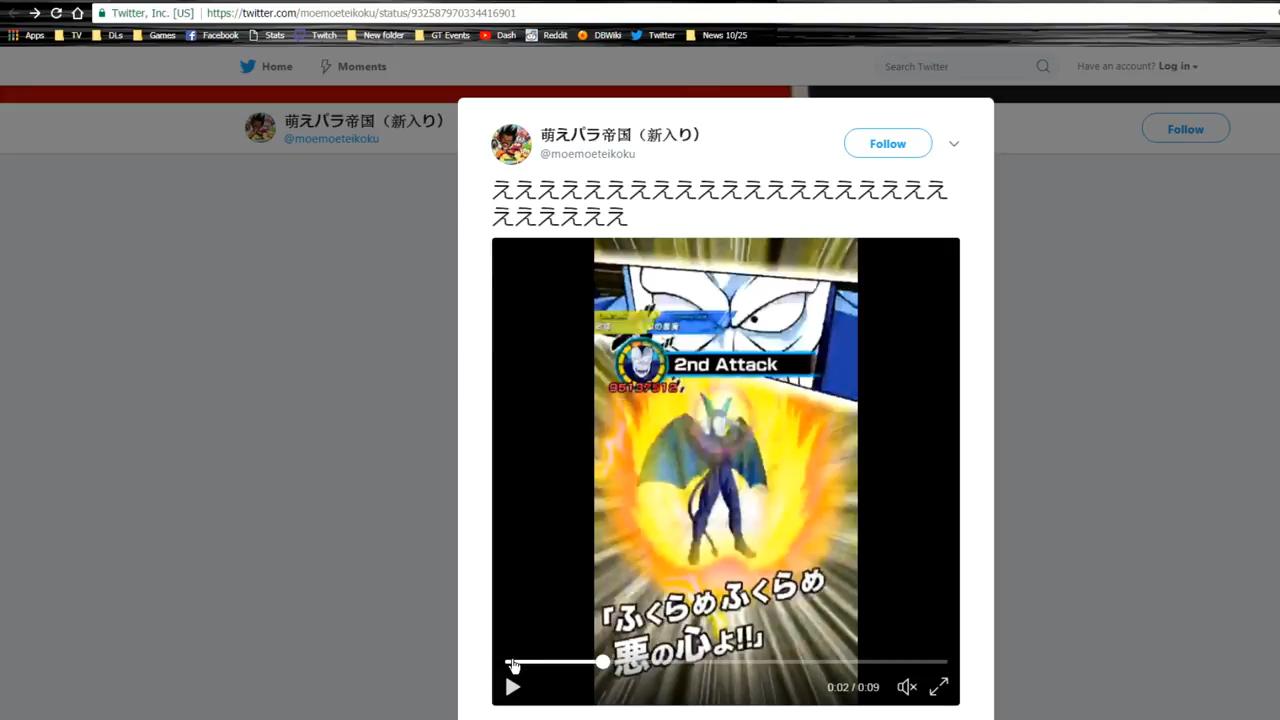 Twitter, Inc. [US]
https://twitter.com/moemoeteikoku/status/932587970334416901
Apps
TV
DLs
Games
Facebook
Stats
Twitch
New folder
GT Events
Dash
Reddit
DBWiki
Twitter
News 10/25
Home
Moments
Search Twitter
Have an account? Log in
萌えパラ帝国（新入り）
@moemoeteikoku
Follow
萌えパラ帝国（新入り）
@moemoeteikoku
Follow
ええええええええええええええええええええ
ええええええ
2nd Attack
「ふくらめふくらめ
悪の心よ!!」
0:02 / 0:09